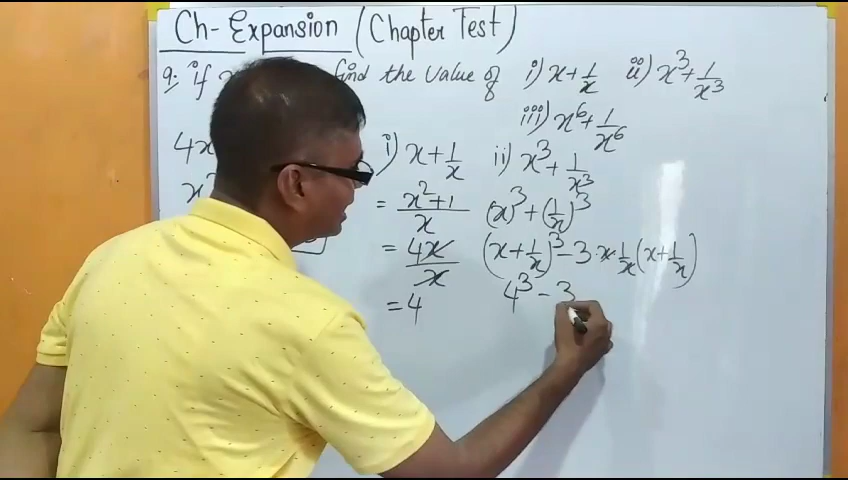 Ch- Expansion (Chapter Test)
Q: if find the value of i) x+1/x ii) x³+1/x³
iii) x⁶+1/x⁶
4x
i) x+1/x
= x²+1/x
= 4x/x
= 4
ii) x³+1/x³
(x)³+(1/x)³
(x+1/x)³-3·x·1/x(x+1/x)
4³-3